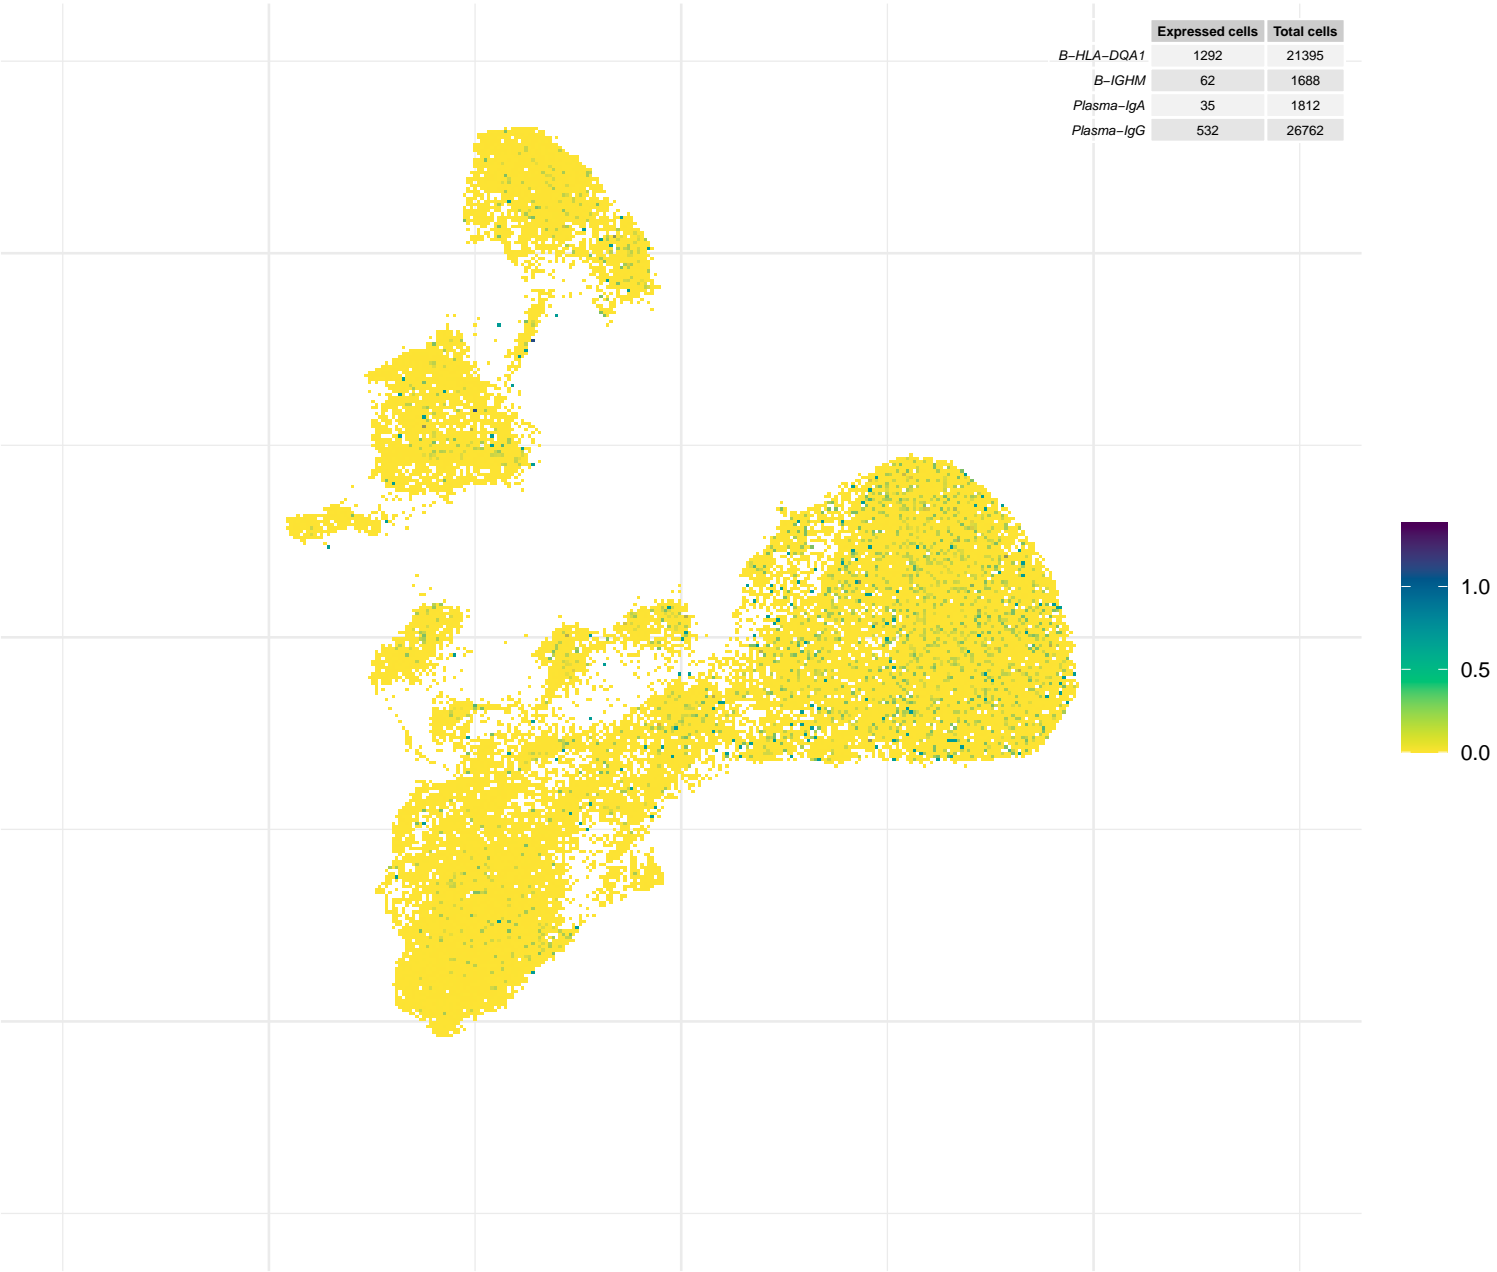 Expressed cells Total cells
B−HLA−DQA1 1292 21395
B−IGHM 62 1688
Plasma−IgA 35 1812
Plasma−IgG 532 26762
1.0
0.5
0.0